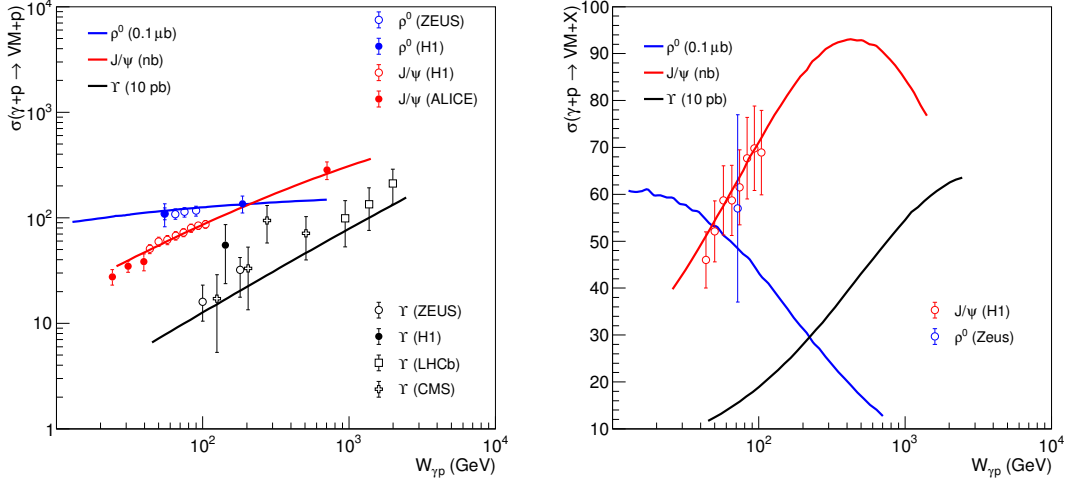 σ(γ+p → VM+p)
10⁴
10³
10²
10
1
ρ⁰ (0.1 μb)
J/ψ (nb)
ϒ (10 pb)
ρ⁰ (ZEUS)
ρ⁰ (H1)
J/ψ (H1)
J/ψ (ALICE)
ϒ (ZEUS)
ϒ (H1)
ϒ (LHCb)
ϒ (CMS)
10² 10³ 10⁴
W_γp (GeV)
σ(γ+p → VM+X)
100
90
80
70
60
50
40
30
20
10
ρ⁰ (0.1 μb)
J/ψ (nb)
ϒ (10 pb)
J/ψ (H1)
ρ⁰ (Zeus)
10² 10³ 10⁴
W_γp (GeV)